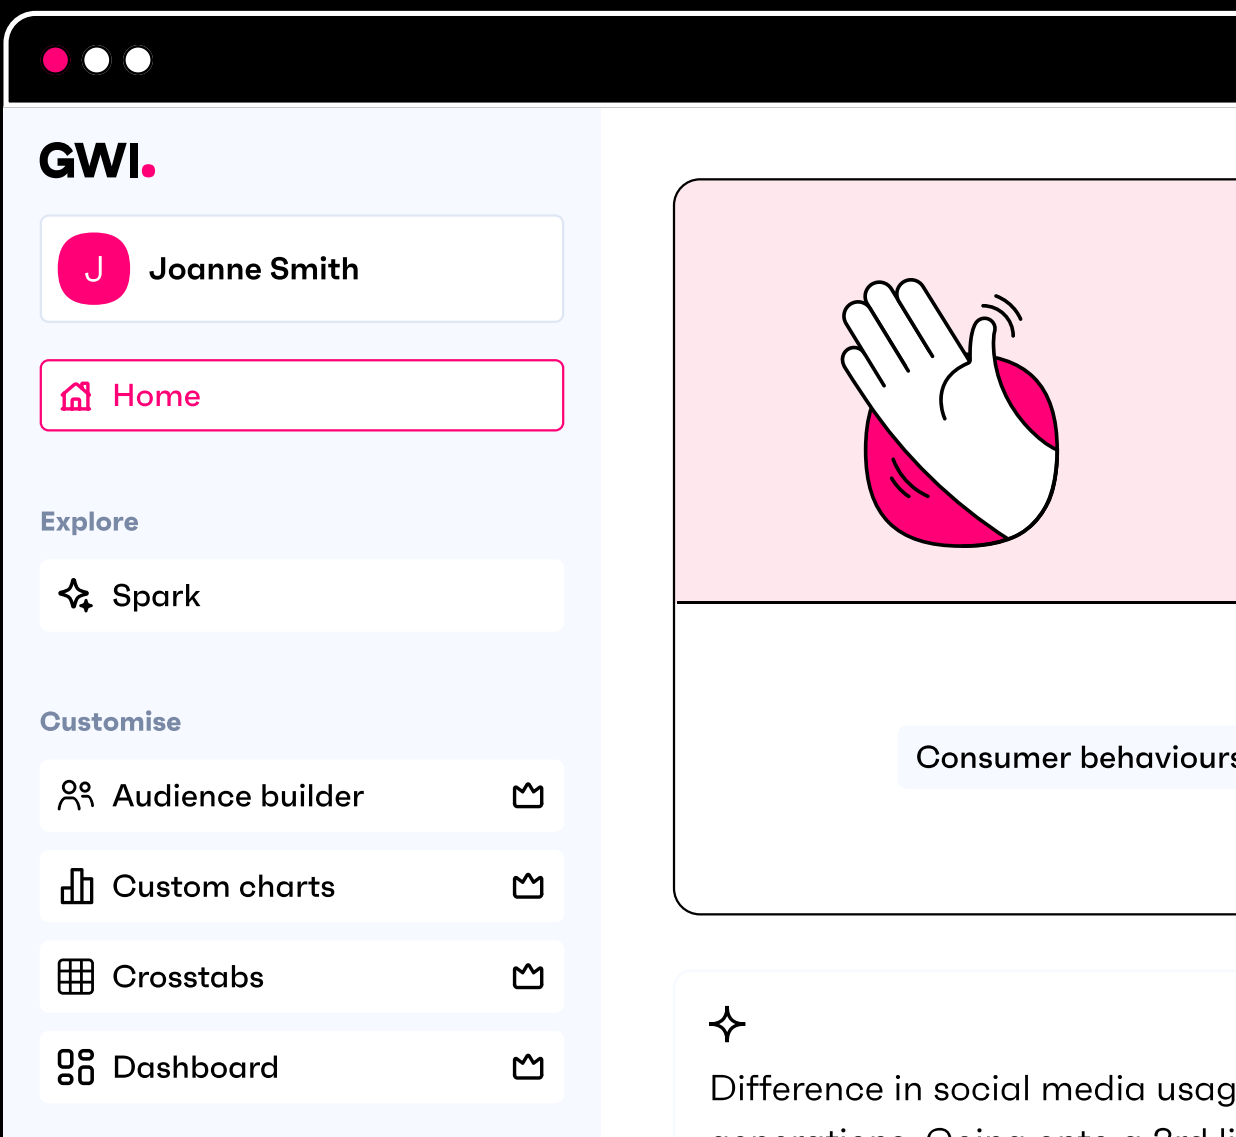 GWI.
J
Joanne Smith
Home
Explore
Spark
Customise
Audience builder
Custom charts
Crosstabs
Dashboard
Consumer behaviours
Difference in social media usag